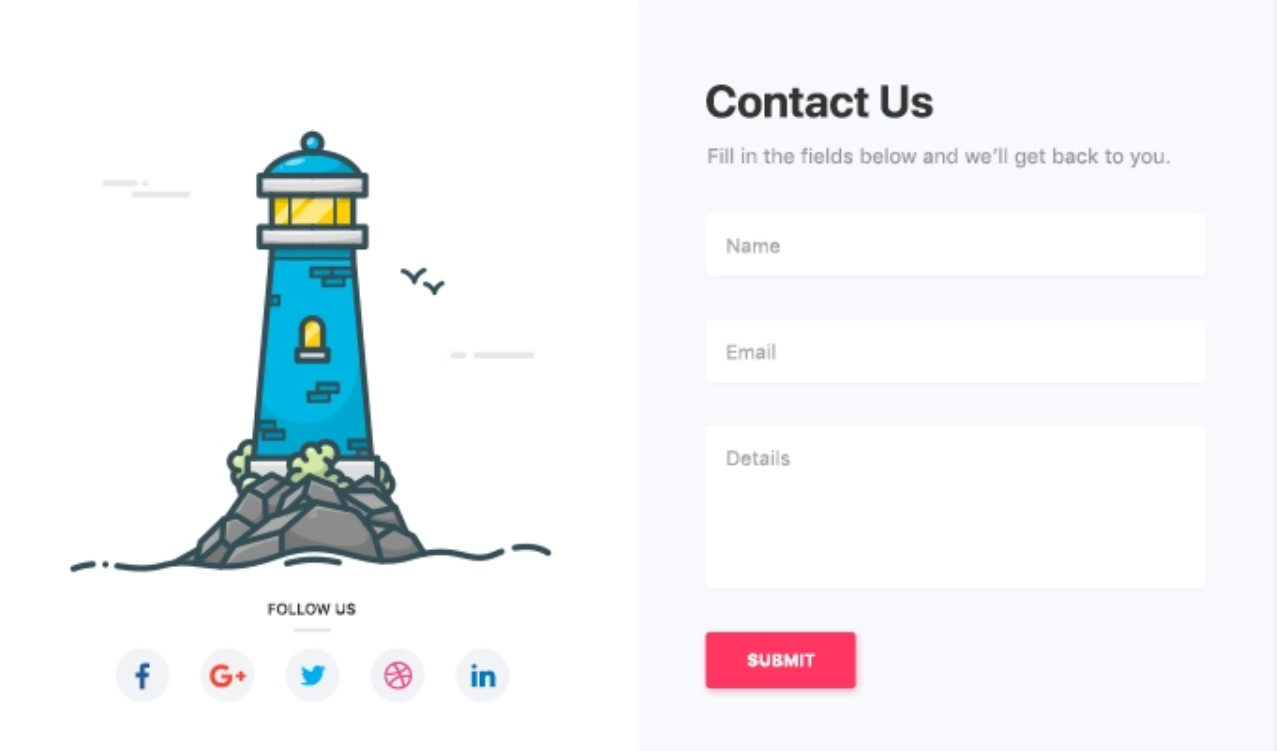 Contact Us
Fill in the fields below and we'll get back to you.
Name
Email
Details
SUBMIT
FOLLOW US
f
G+
in